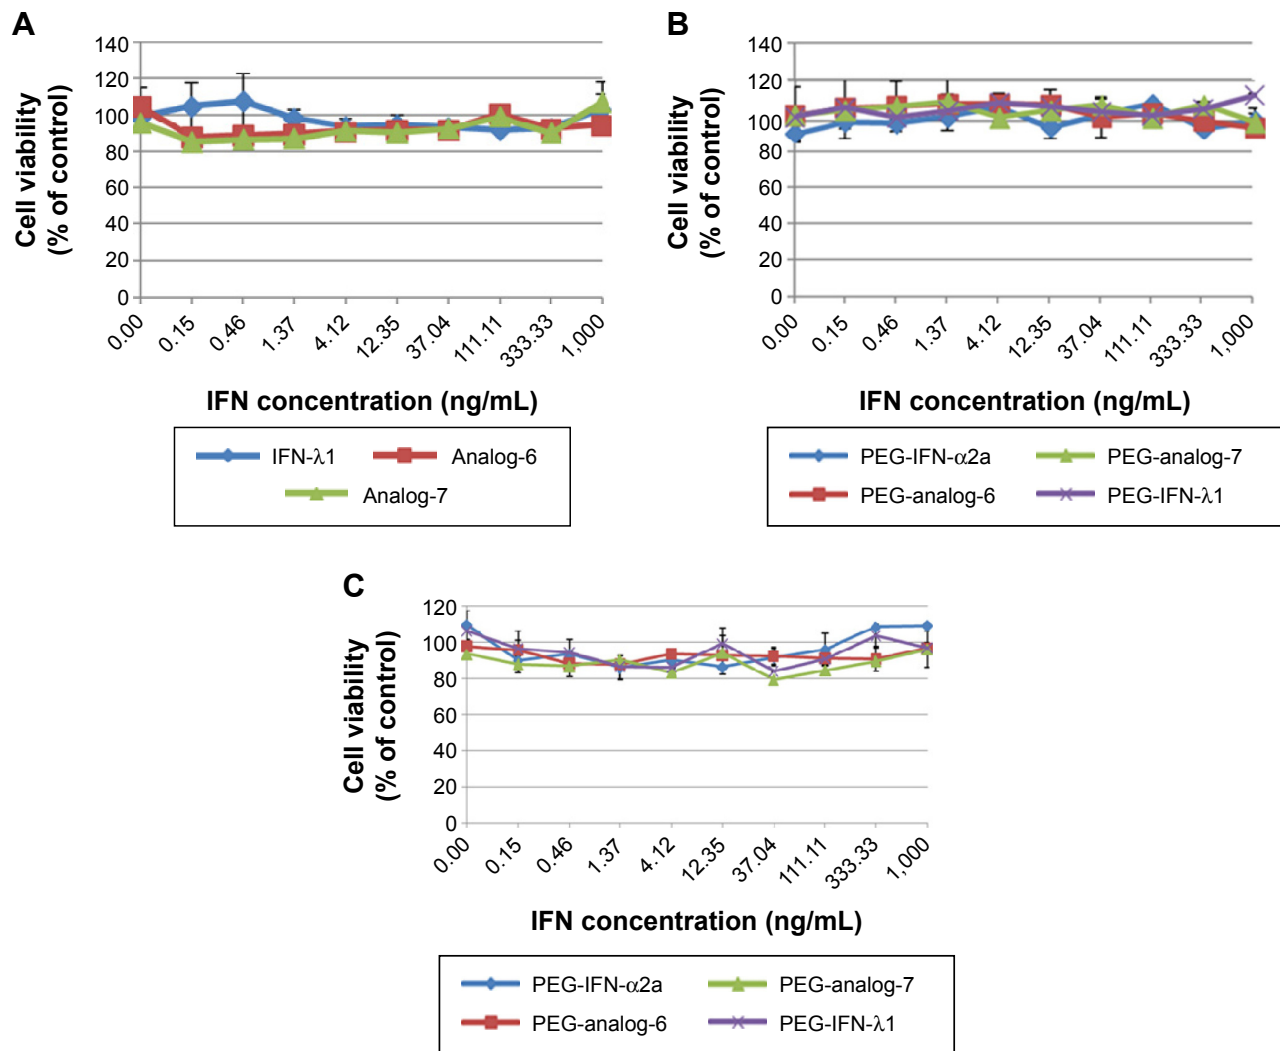 A
Cell viability
(% of control)
140
120
100
80
60
40
20
0
0.00 0.15 0.46 1.37 4.12 12.35 37.04 111.11 333.33 1,000
IFN concentration (ng/mL)
IFN-λ1 Analog-6
Analog-7
B
Cell viability
(% of control)
140
120
100
80
60
40
20
0
0.00 0.15 0.46 1.37 4.12 12.35 37.04 111.11 333.33 1,000
IFN concentration (ng/mL)
PEG-IFN-α2a PEG-analog-7
PEG-analog-6 PEG-IFN-λ1
C
Cell viability
(% of control)
120
100
80
60
40
20
0
0.00 0.15 0.46 1.37 4.12 12.35 37.04 111.11 333.33 1,000
IFN concentration (ng/mL)
PEG-IFN-α2a PEG-analog-7
PEG-analog-6 PEG-IFN-λ1